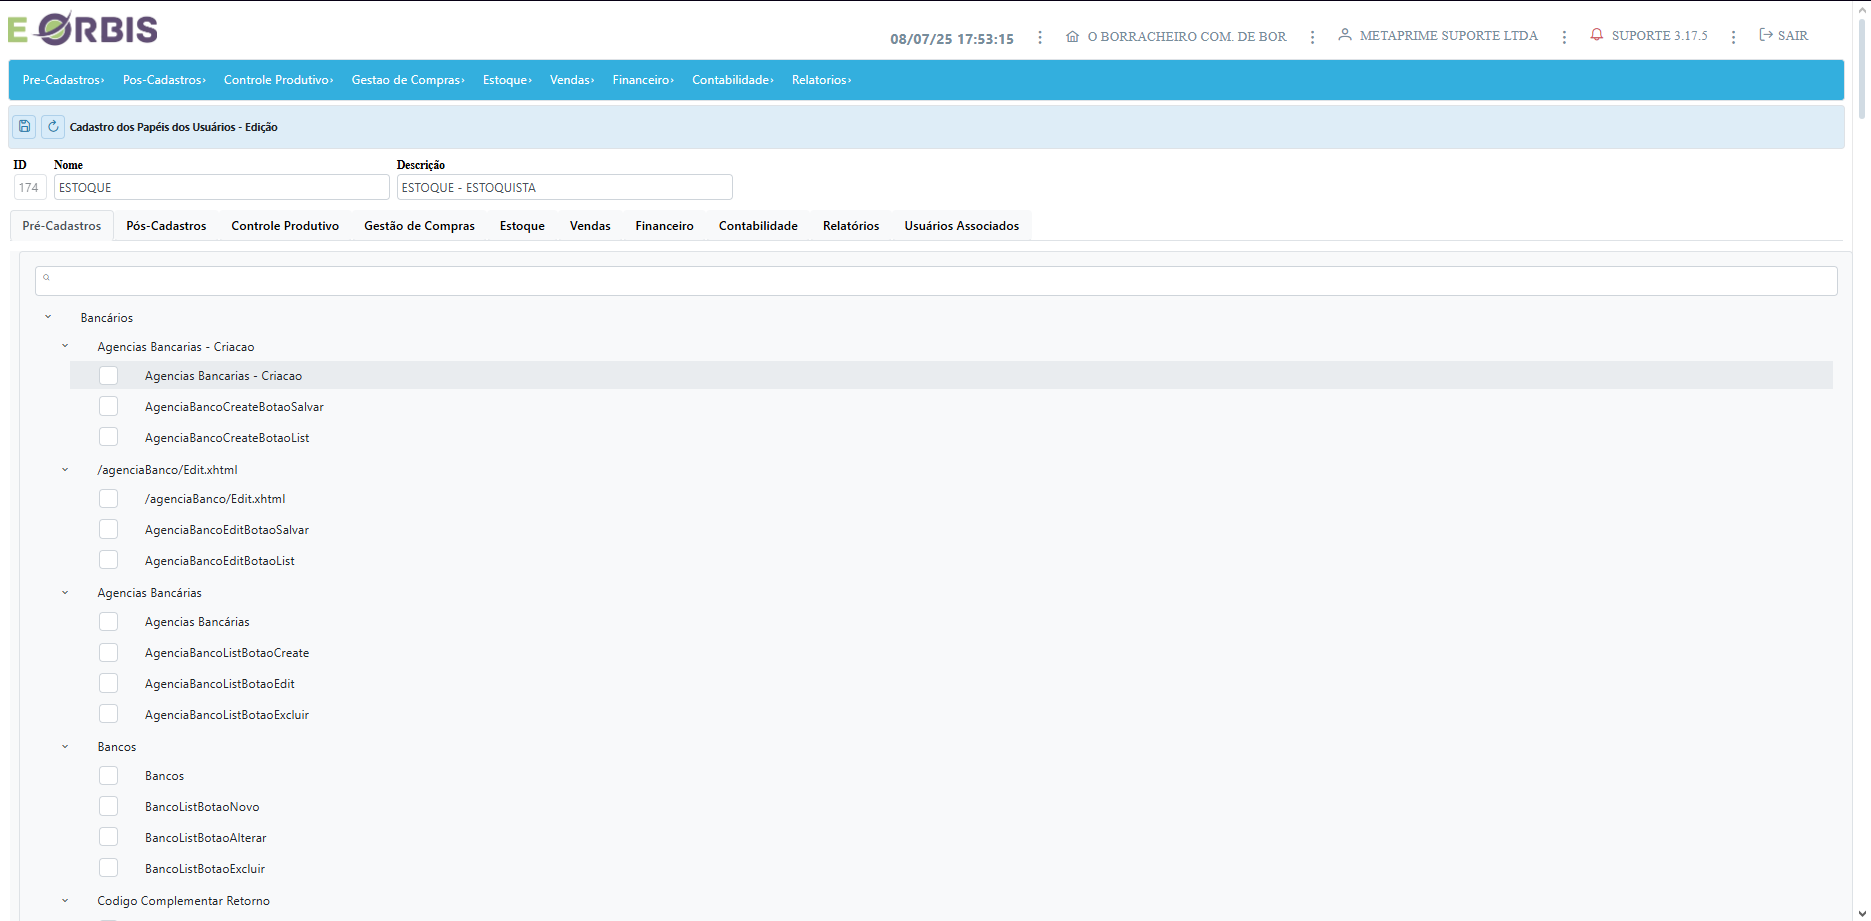 E ORBIS
08/07/25 17:53:15
O BORRACHEIRO COM. DE BOR
METAPRIME SUPORTE LTDA
SUPORTE 3.17.5
SAIR
Pre-Cadastros› Pos-Cadastros› Controle Produtivo› Gestao de Compras› Estoque› Vendas› Financeiro› Contabilidade› Relatorios›
Cadastro dos Papéis dos Usuários - Edição
ID Nome Descrição
174 ESTOQUE ESTOQUE - ESTOQUISTA
Pré-Cadastros Pós-Cadastros Controle Produtivo Gestão de Compras Estoque Vendas Financeiro Contabilidade Relatórios Usuários Associados
Bancários
Agencias Bancarias - Criacao
Agencias Bancarias - Criacao
AgenciaBancoCreateBotaoSalvar
AgenciaBancoCreateBotaoList
/agenciaBanco/Edit.xhtml
/agenciaBanco/Edit.xhtml
AgenciaBancoEditBotaoSalvar
AgenciaBancoEditBotaoList
Agencias Bancárias
Agencias Bancárias
AgenciaBancoListBotaoCreate
AgenciaBancoListBotaoEdit
AgenciaBancoListBotaoExcluir
Bancos
Bancos
BancoListBotaoNovo
BancoListBotaoAlterar
BancoListBotaoExcluir
Codigo Complementar Retorno